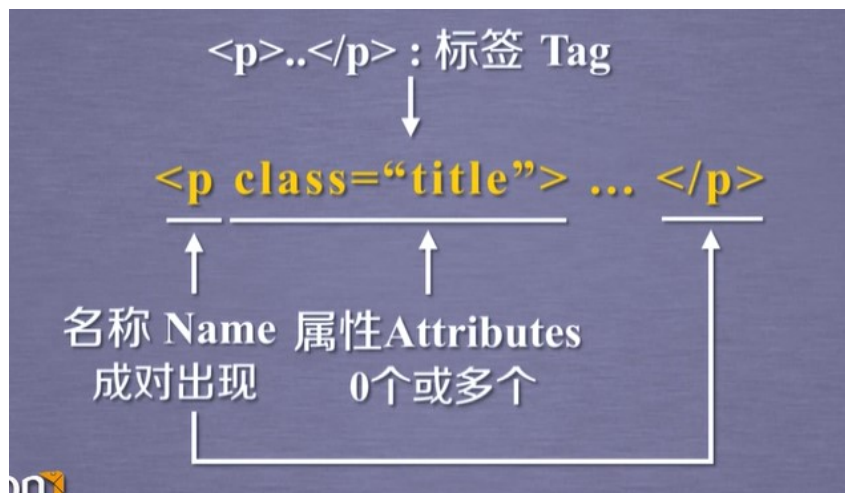 <p>..</p> : 标签 Tag
<p class=“title”> … </p>
名称 Name 属性Attributes
成对出现 0个或多个